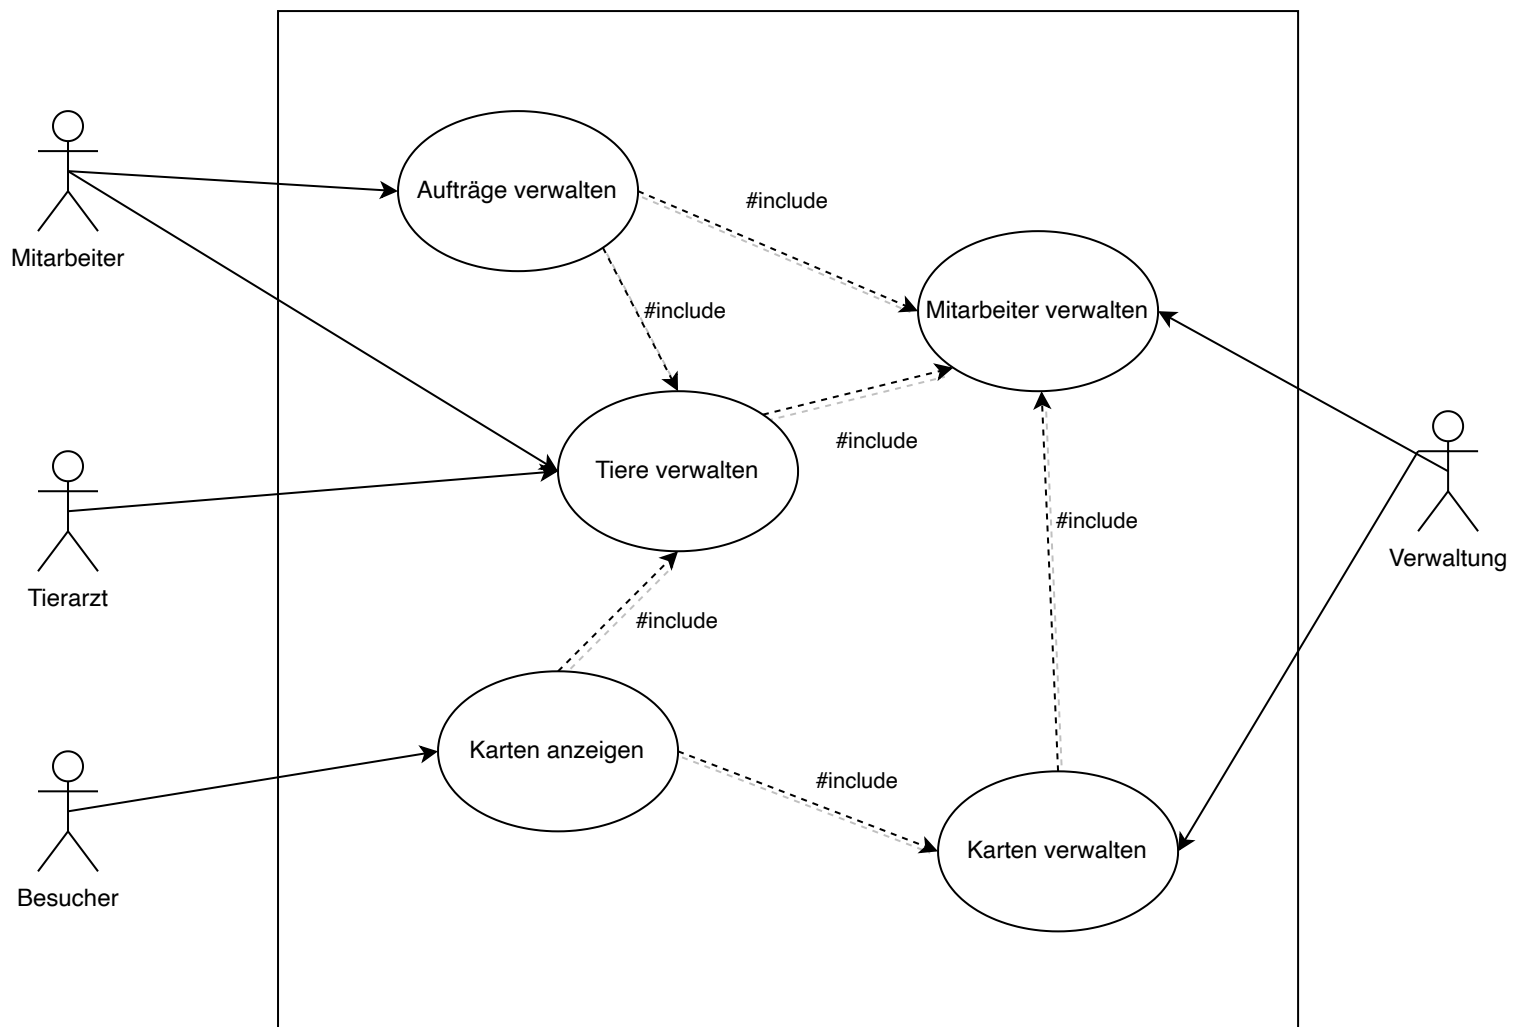 Aufträge verwalten
#include
Mitarbeiter
#include
Mitarbeiter verwalten
#include
Tiere verwalten
#include
Verwaltung
Tierarzt
#include
Karten anzeigen
#include
Karten verwalten
Besucher